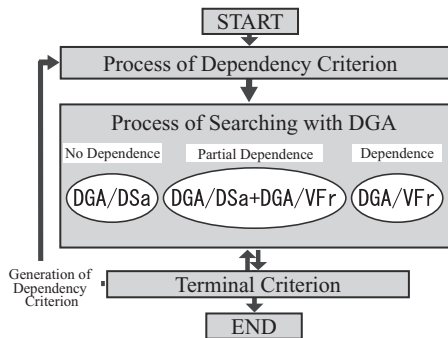 START
Process of Dependency Criterion
Process of Searching with DGA
No Dependence Partial Dependence Dependence
DGA/DSa DGA/DSa+DGA/VFr DGA/VFr
Generation of
Dependency
Criterion
Terminal Criterion
END